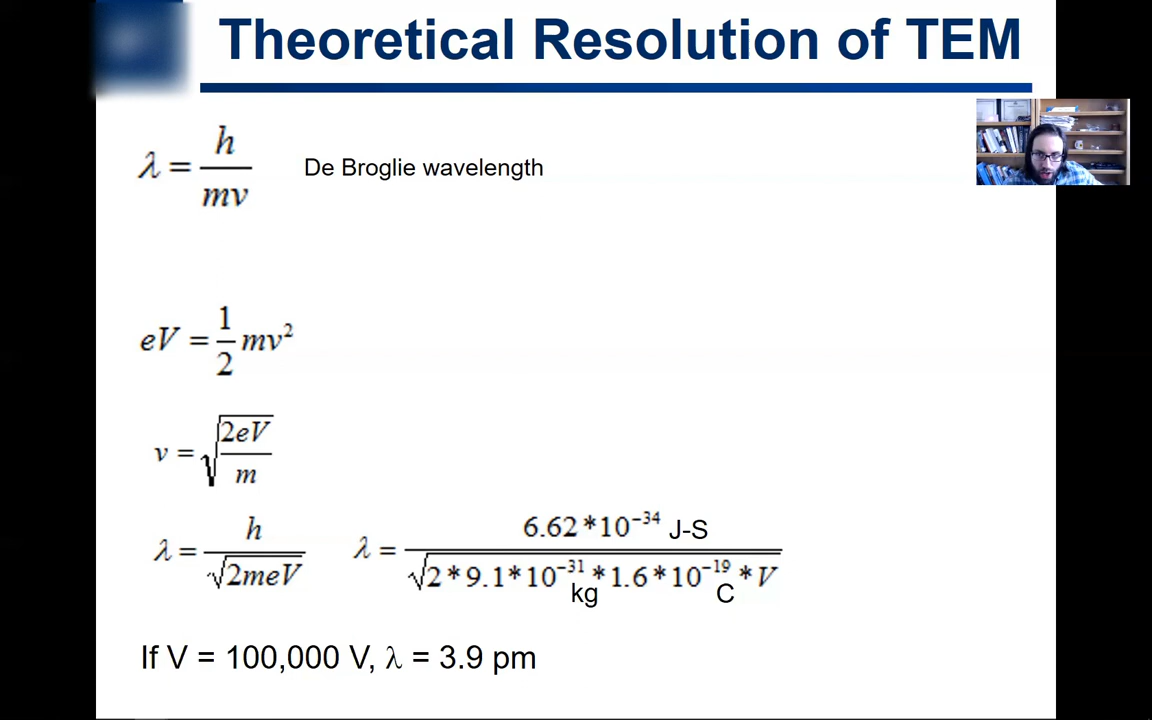 Theoretical Resolution of TEM
λ = h / mv
De Broglie wavelength
eV = 1/2 mv²
v = √(2eV / m)
λ = h / √(2meV)
λ = 6.62*10⁻³⁴ J-S / √(2*9.1*10⁻³¹ kg *1.6*10⁻¹⁹ C *V)
If V = 100,000 V, λ = 3.9 pm